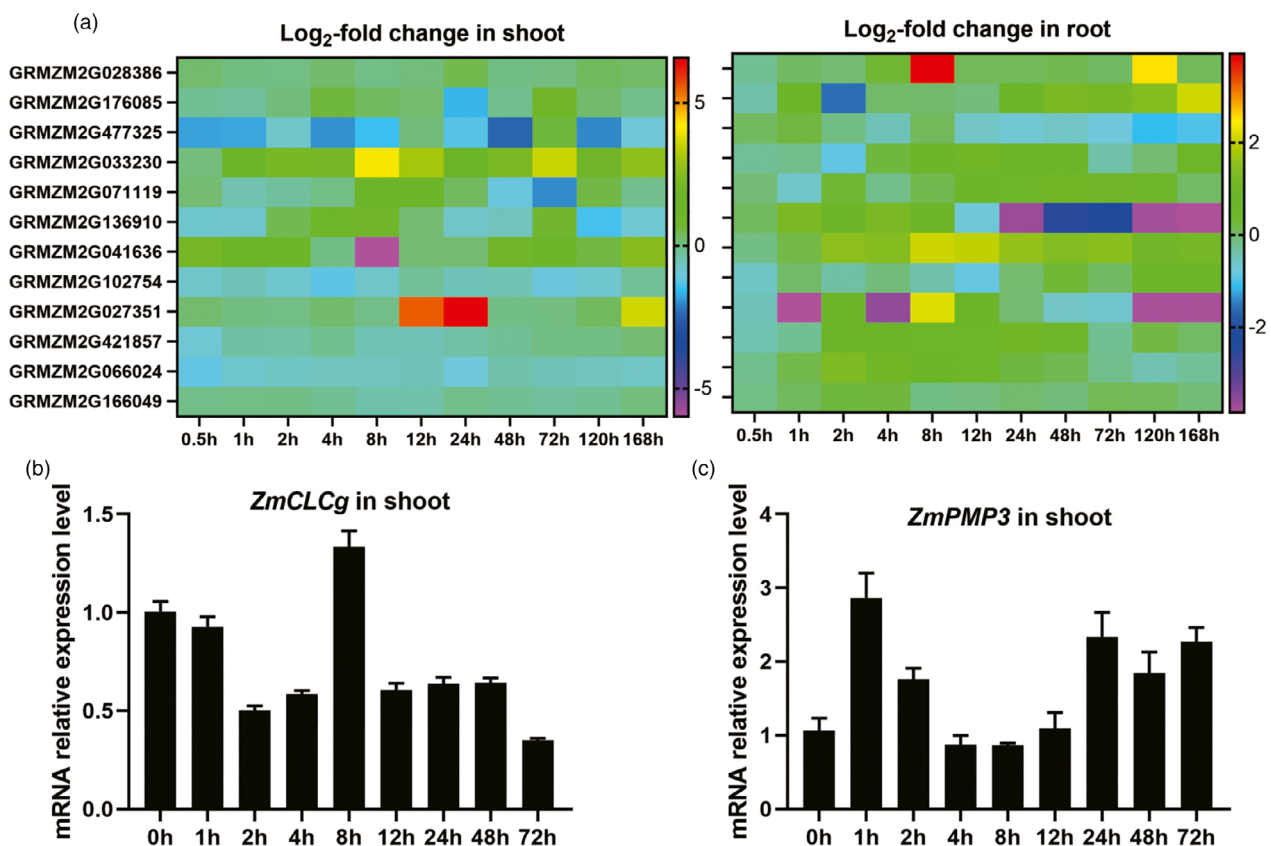 (a)
Log₂-fold change in shoot
GRMZM2G028386
GRMZM2G176085
GRMZM2G477325
GRMZM2G033230
GRMZM2G071119
GRMZM2G136910
GRMZM2G041636
GRMZM2G102754
GRMZM2G027351
GRMZM2G421857
GRMZM2G066024
GRMZM2G166049
0.5h 1h 2h 4h 8h 12h 24h 48h 72h 120h 168h
5
0
-5
Log₂-fold change in root
0.5h 1h 2h 4h 8h 12h 24h 48h 72h 120h 168h
2
0
-2
(b)
ZmCLCg in shoot
mRNA relative expression level
1.5
1.0
0.5
0.0
0h 1h 2h 4h 8h 12h 24h 48h 72h
(c)
ZmPMP3 in shoot
mRNA relative expression level
4
3
2
1
0
0h 1h 2h 4h 8h 12h 24h 48h 72h